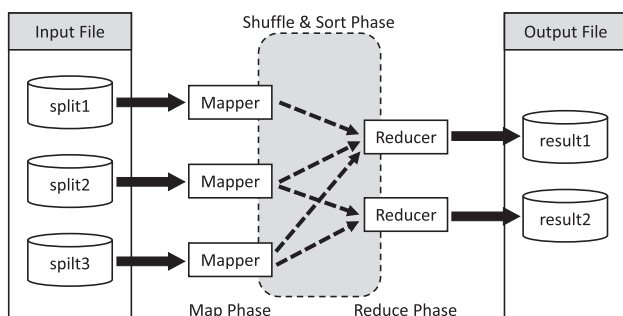 Input File
Shuffle & Sort Phase
Output File
split1
Mapper
Reducer
result1
split2
Mapper
Reducer
result2
spilt3
Mapper
Map Phase
Reduce Phase